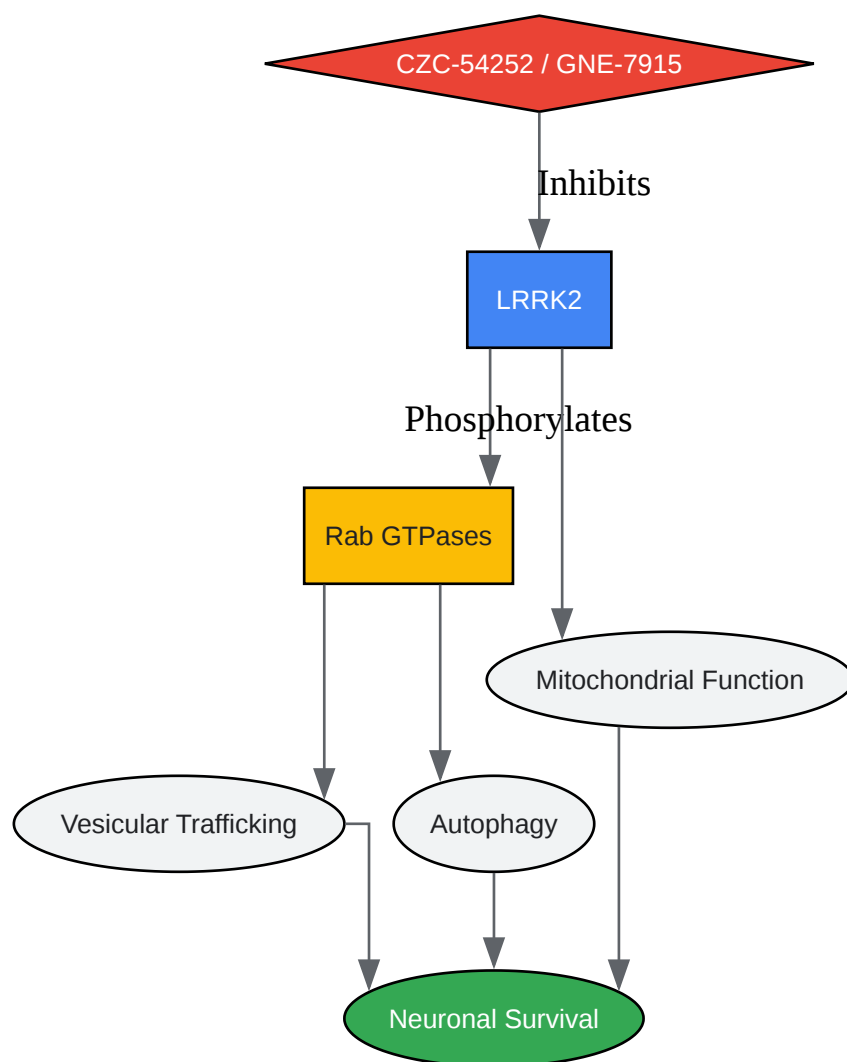 CZC-54252 / GNE-7915
Inhibits
LRRK2
Phosphorylates
Rab GTPases
Mitochondrial Function
Vesicular Trafficking
Autophagy
Neuronal Survival